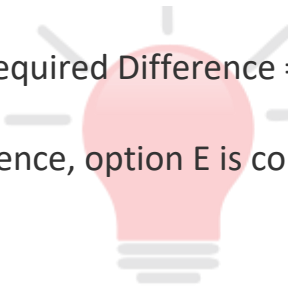 equired Difference =
ence, option E is co